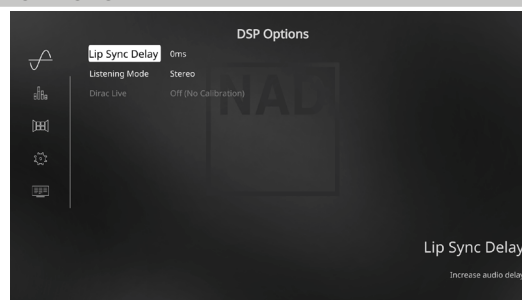 DSP Options
Lip Sync Delay 0ms
Listening Mode Stereo
Dirac Live Off (No Calibration)
NAD
Lip Sync Delay
Increase audio delay